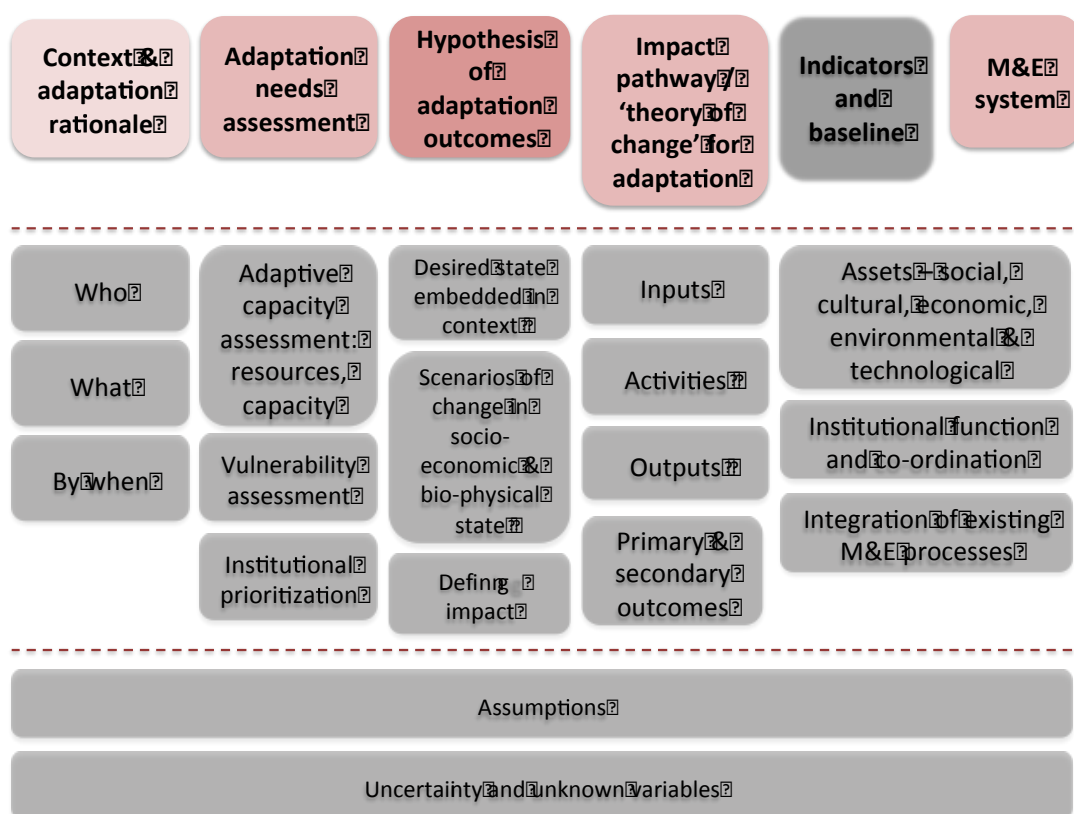 Context & 
adaptation
rationale
Adaptation
needs
assessment
Hypothesis
of
adaptation
outcomes
Impact
pathway /
‘theory of
change’ for
adaptation
Indicators
and
baseline
M&E
system
Who
What
By when
Adaptive
capacity
assessment:
resources,
capacity
Vulnerability
assessment
Institutional
prioritization
Desired state
embedded in
context
Scenarios of
change in
socio-
economic &
bio-physical
state
Defining
impact
Inputs
Activities
Outputs
Primary &
secondary
outcomes
Assets – social,
cultural, economic,
environmental &
technological
Institutional function
and co-ordination
Integration of existing
M&E processes
Assumptions
Uncertainty and unknown variables